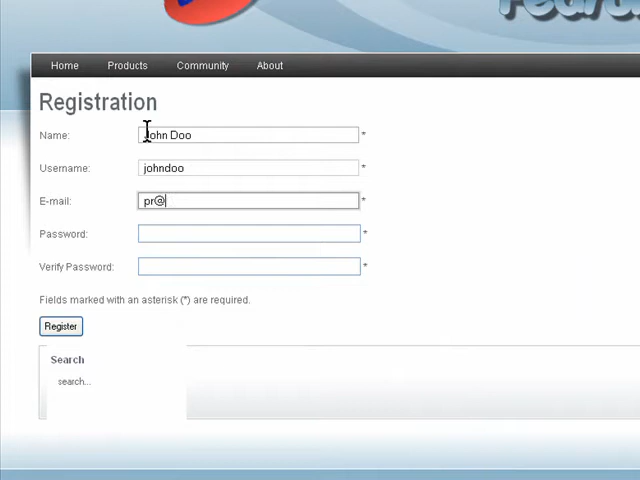 Home Products Community About
Registration
Name: John Doo *
Username: johndoo *
E-mail: pr@ *
Password: *
Verify Password: *
Fields marked with an asterisk (*) are required.
Register
Search
search...